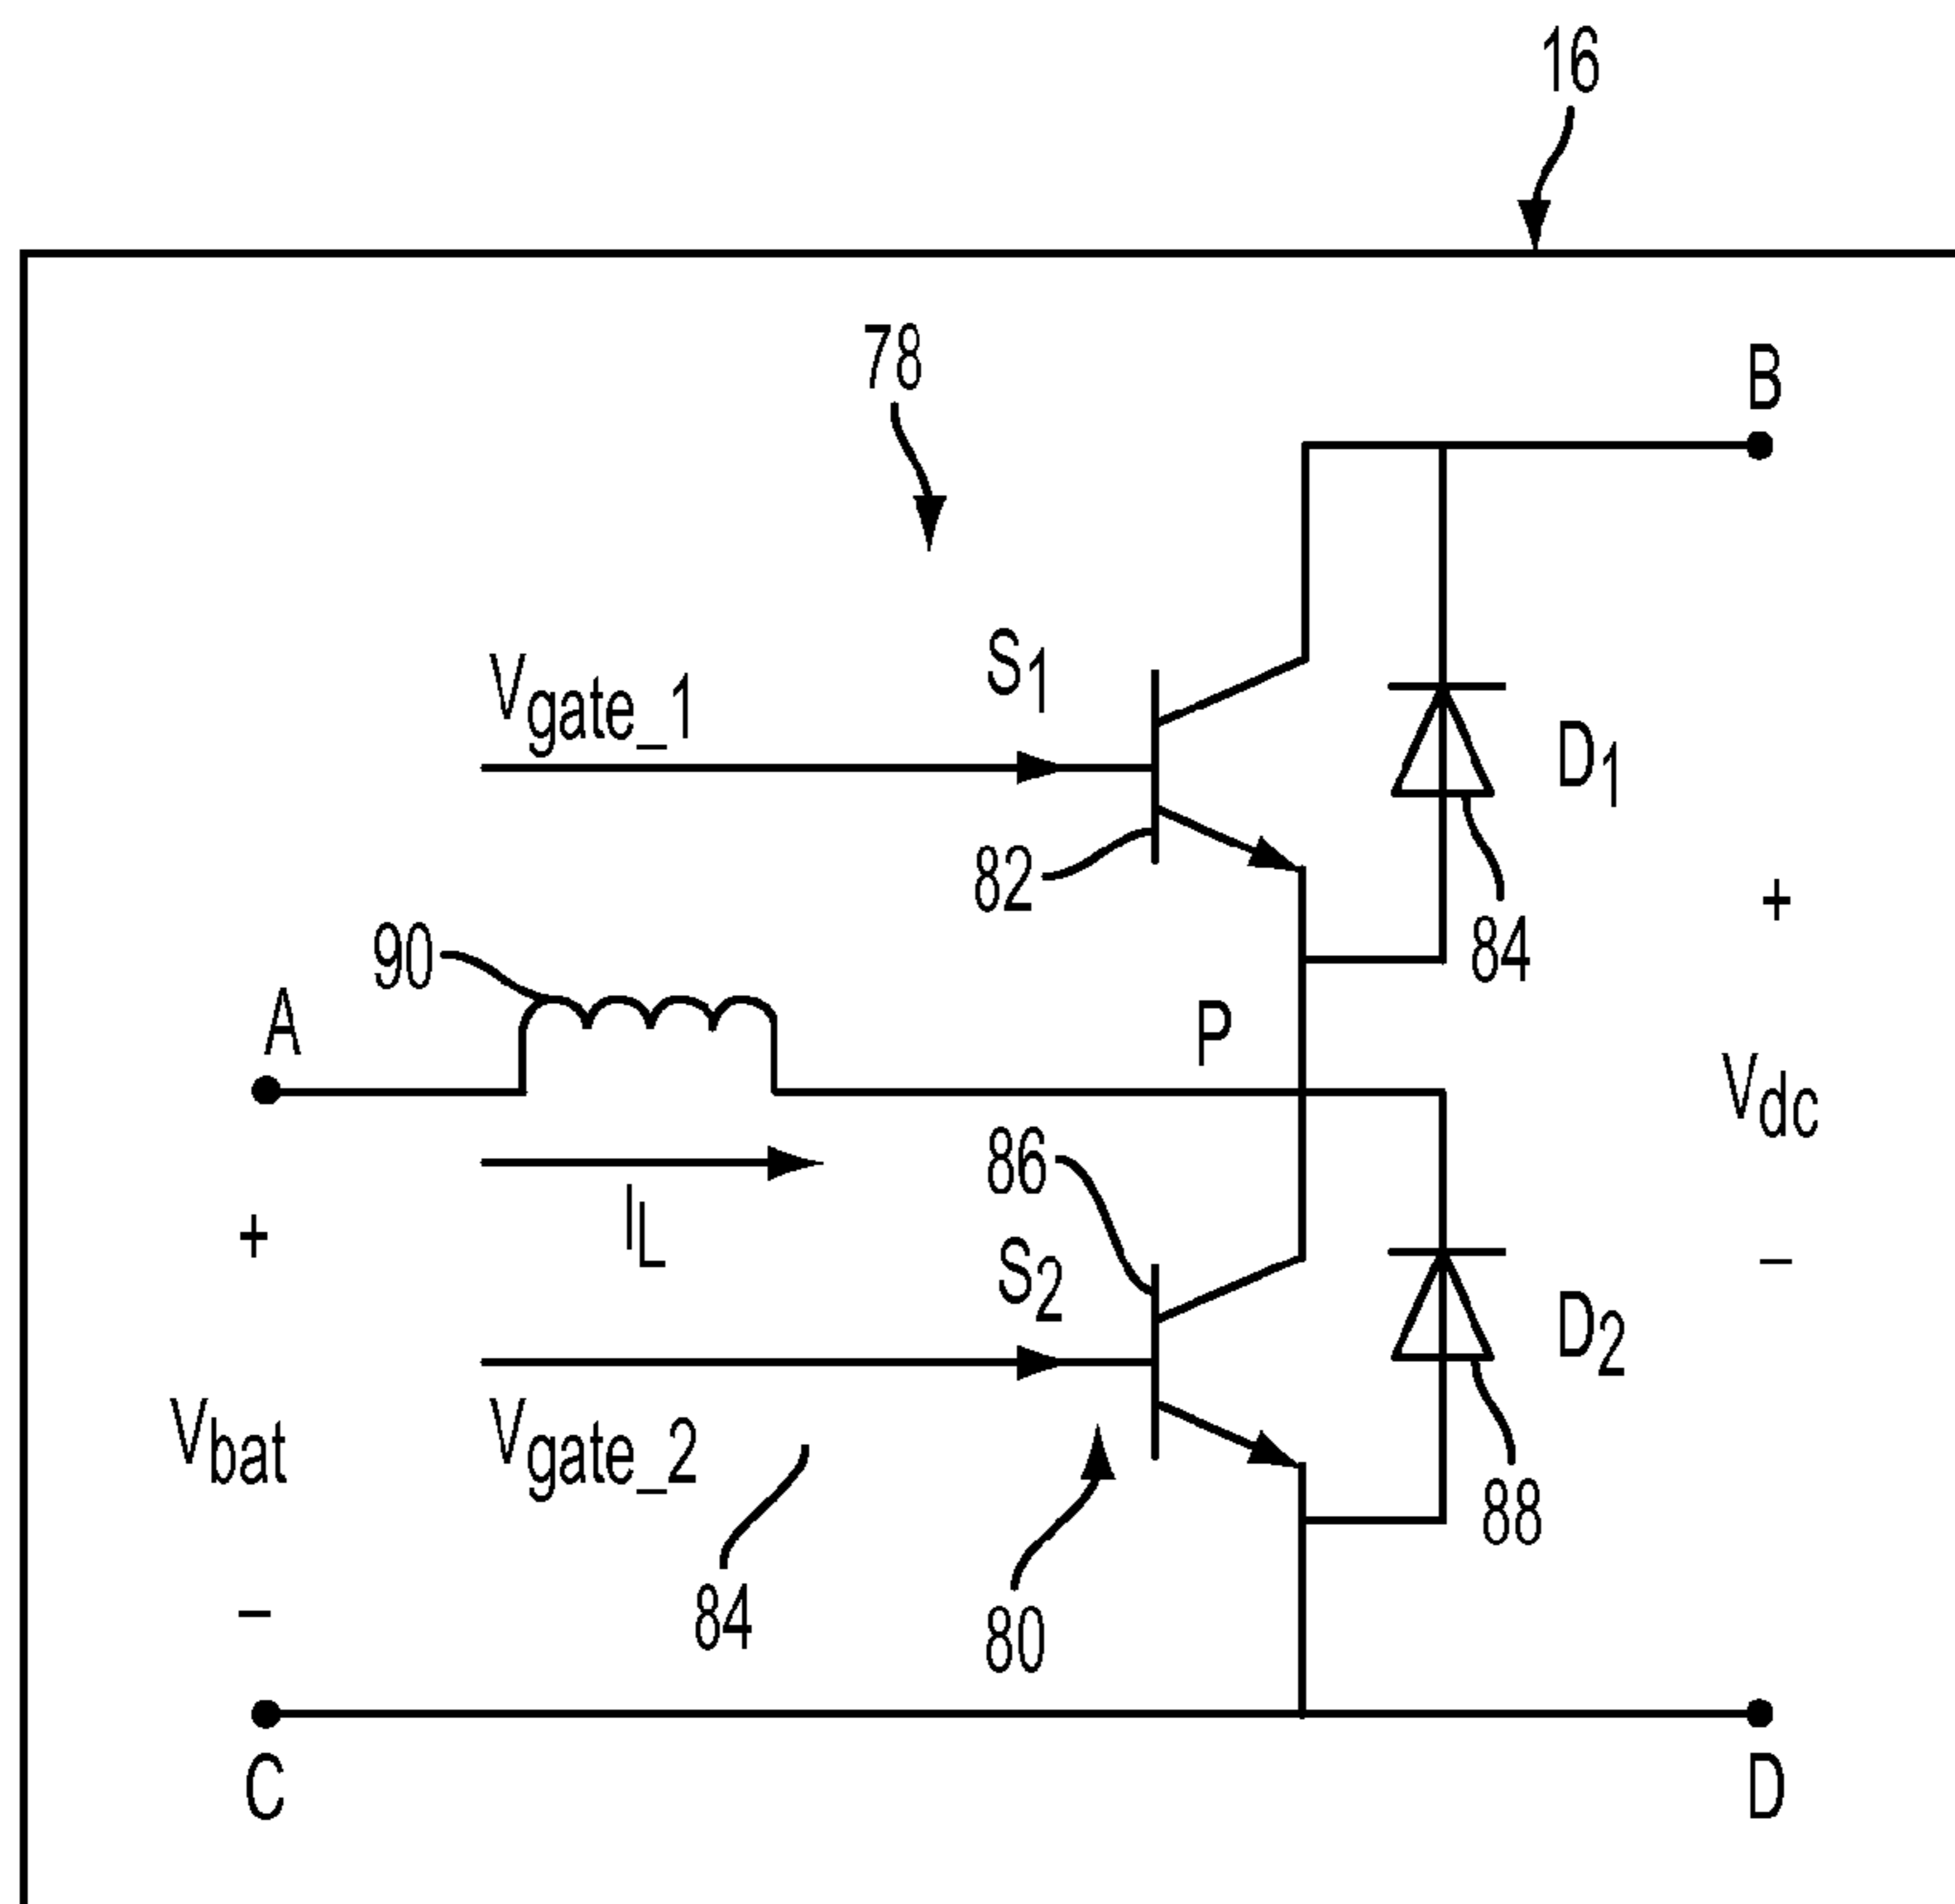 16
78
B
S1
Vgate_1
D1
82
84
90
+
A
P
Vdc
86
IL
+
S2
–
D2
Vbat
Vgate_2
88
84
80
–
C
D